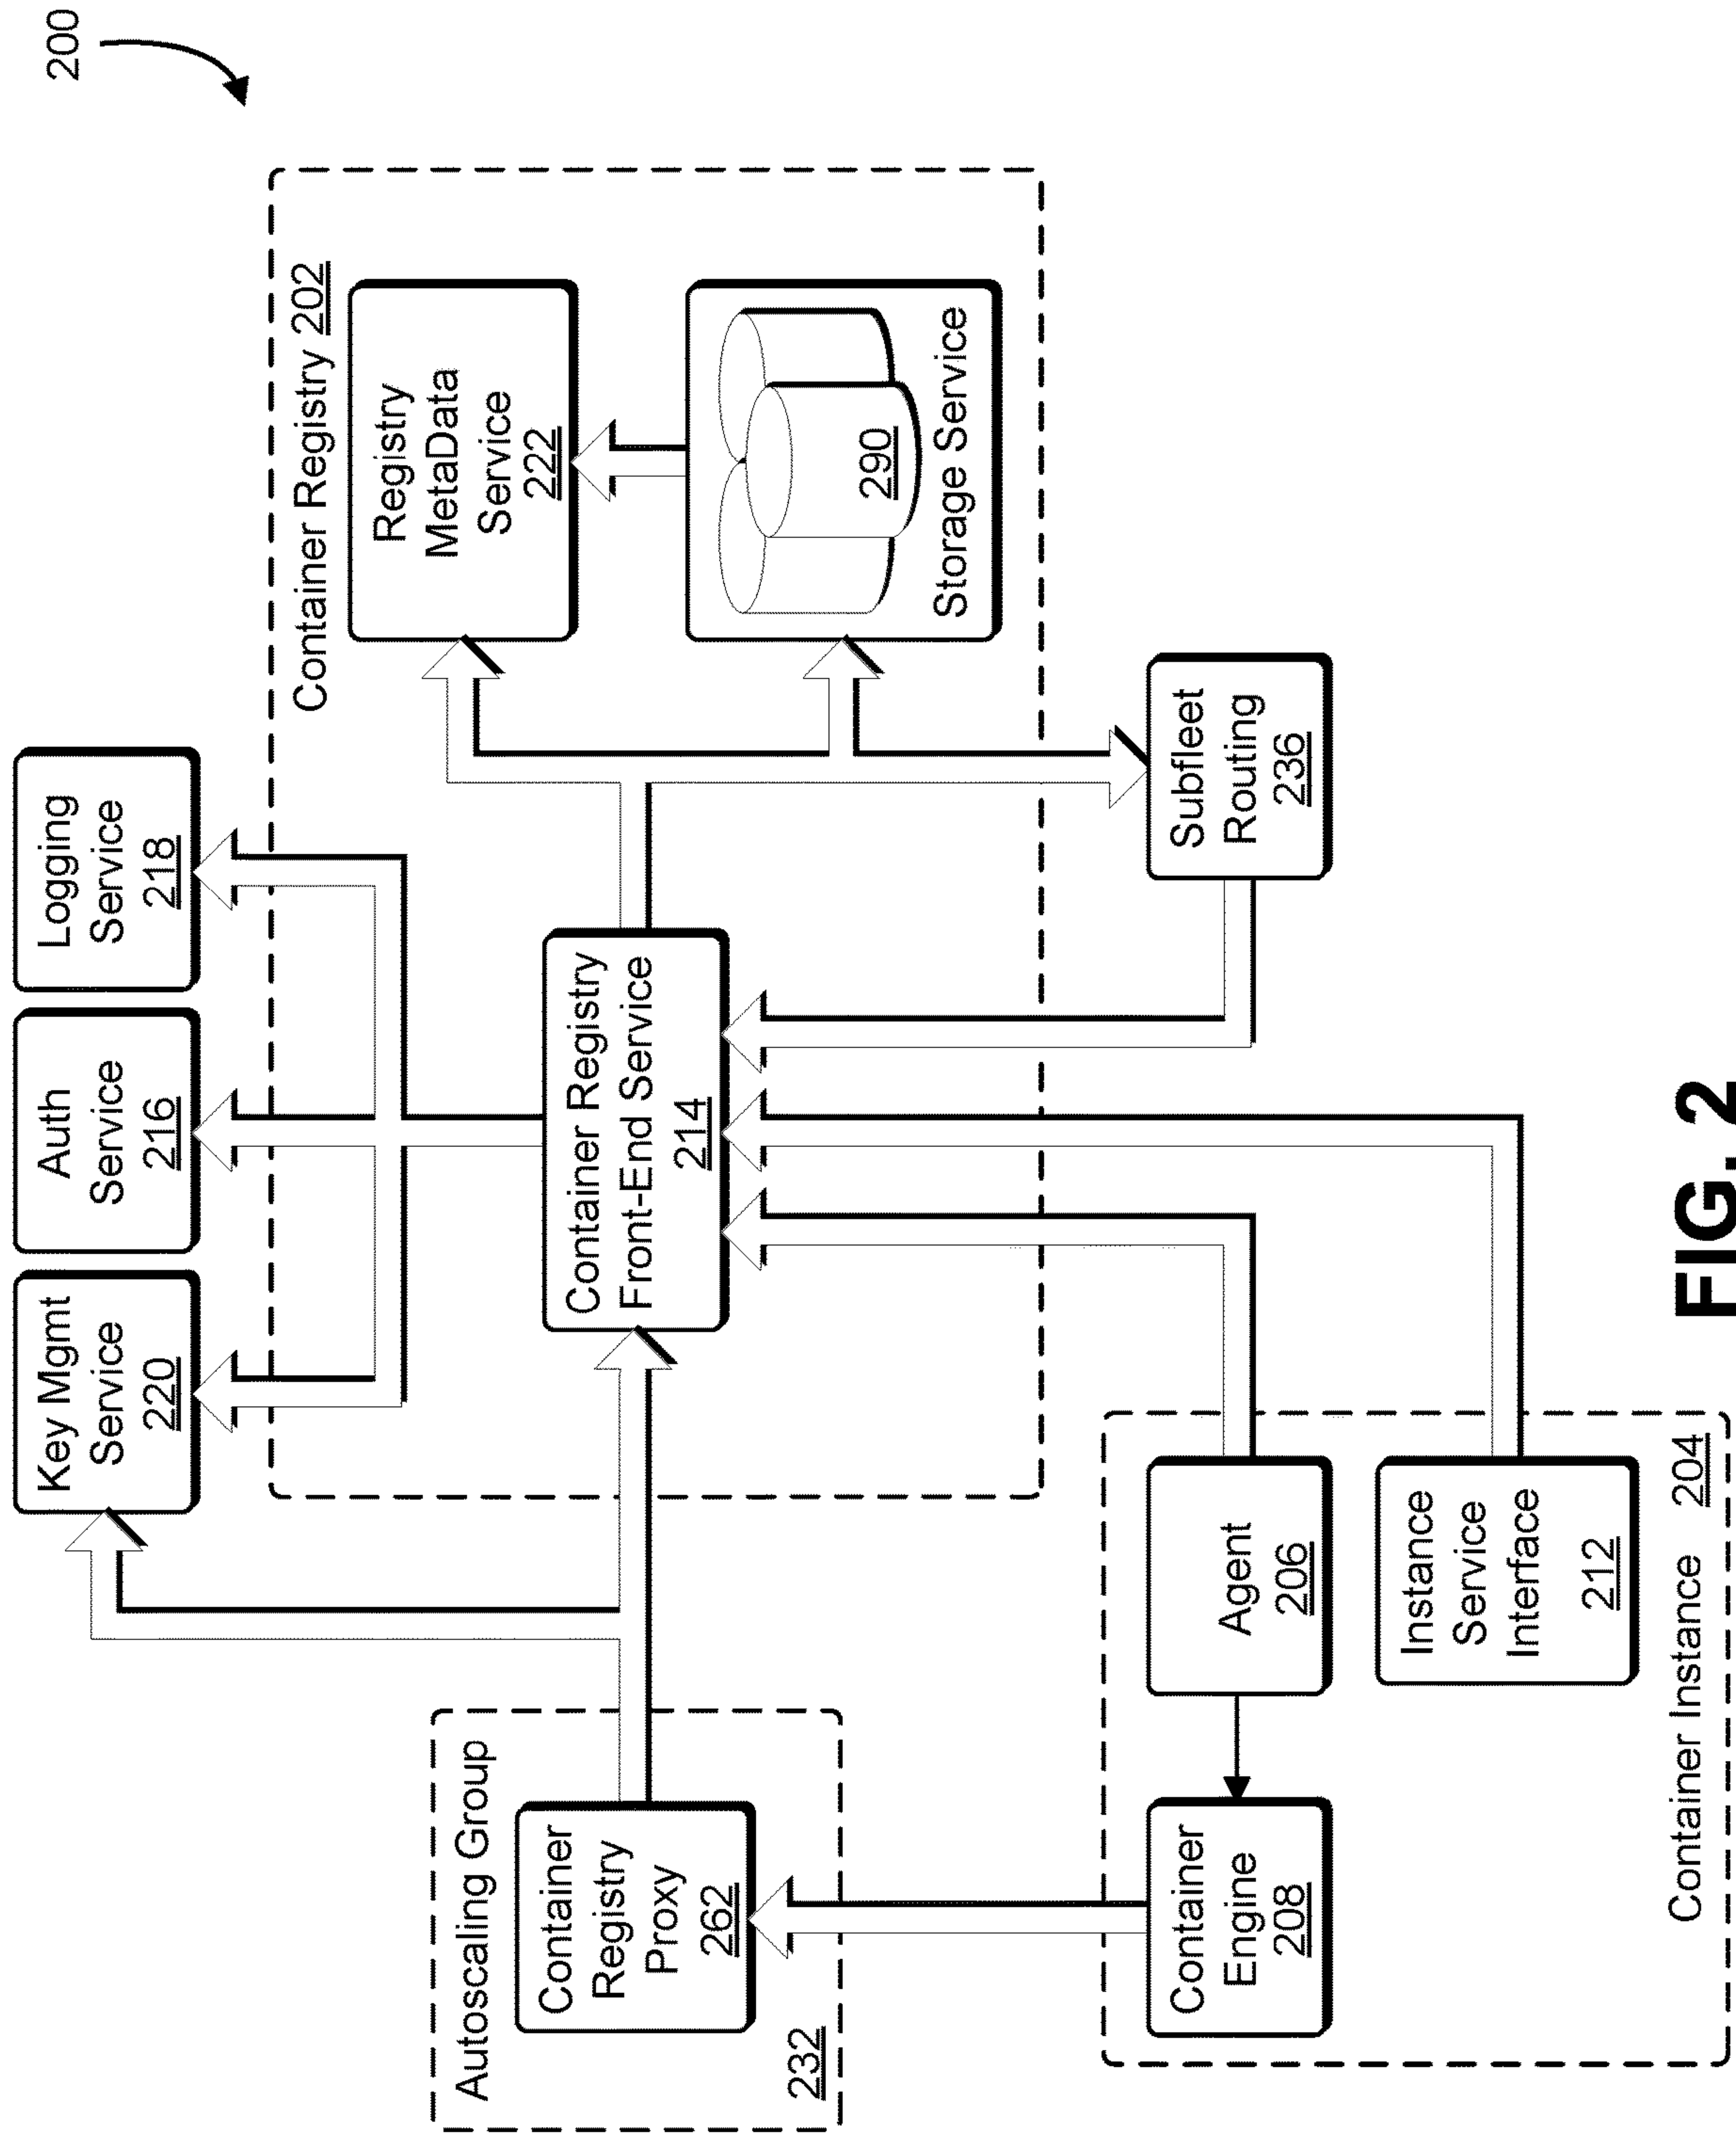 200
Key Mgmt
Service
220
Auth
Service
216
Logging
Service
218
Container Registry 202
Autoscaling Group
Container
Registry
Proxy
262
232
Container Registry
Front-End Service
214
Registry
MetaData
Service
222
290
Storage Service
Container
Engine
208
Agent
206
Subfleet
Routing
236
Instance
Service
Interface
212
Container Instance 204
FIG. 2